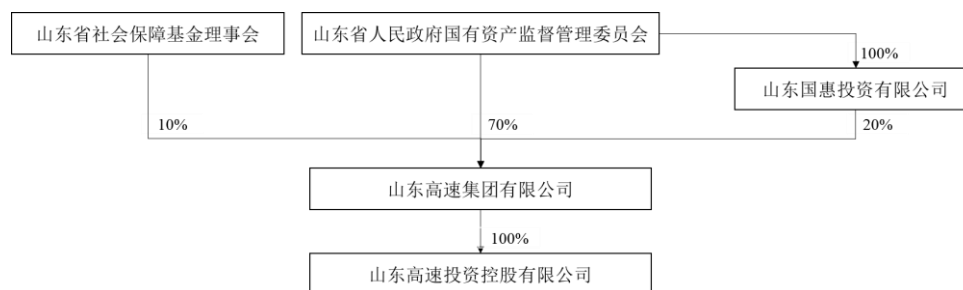 山东省社会保障基金理事会
山东省人民政府国有资产监督管理委员会
100%
山东国惠投资有限公司
10%
70%
20%
山东高速集团有限公司
100%
山东高速投资控股有限公司